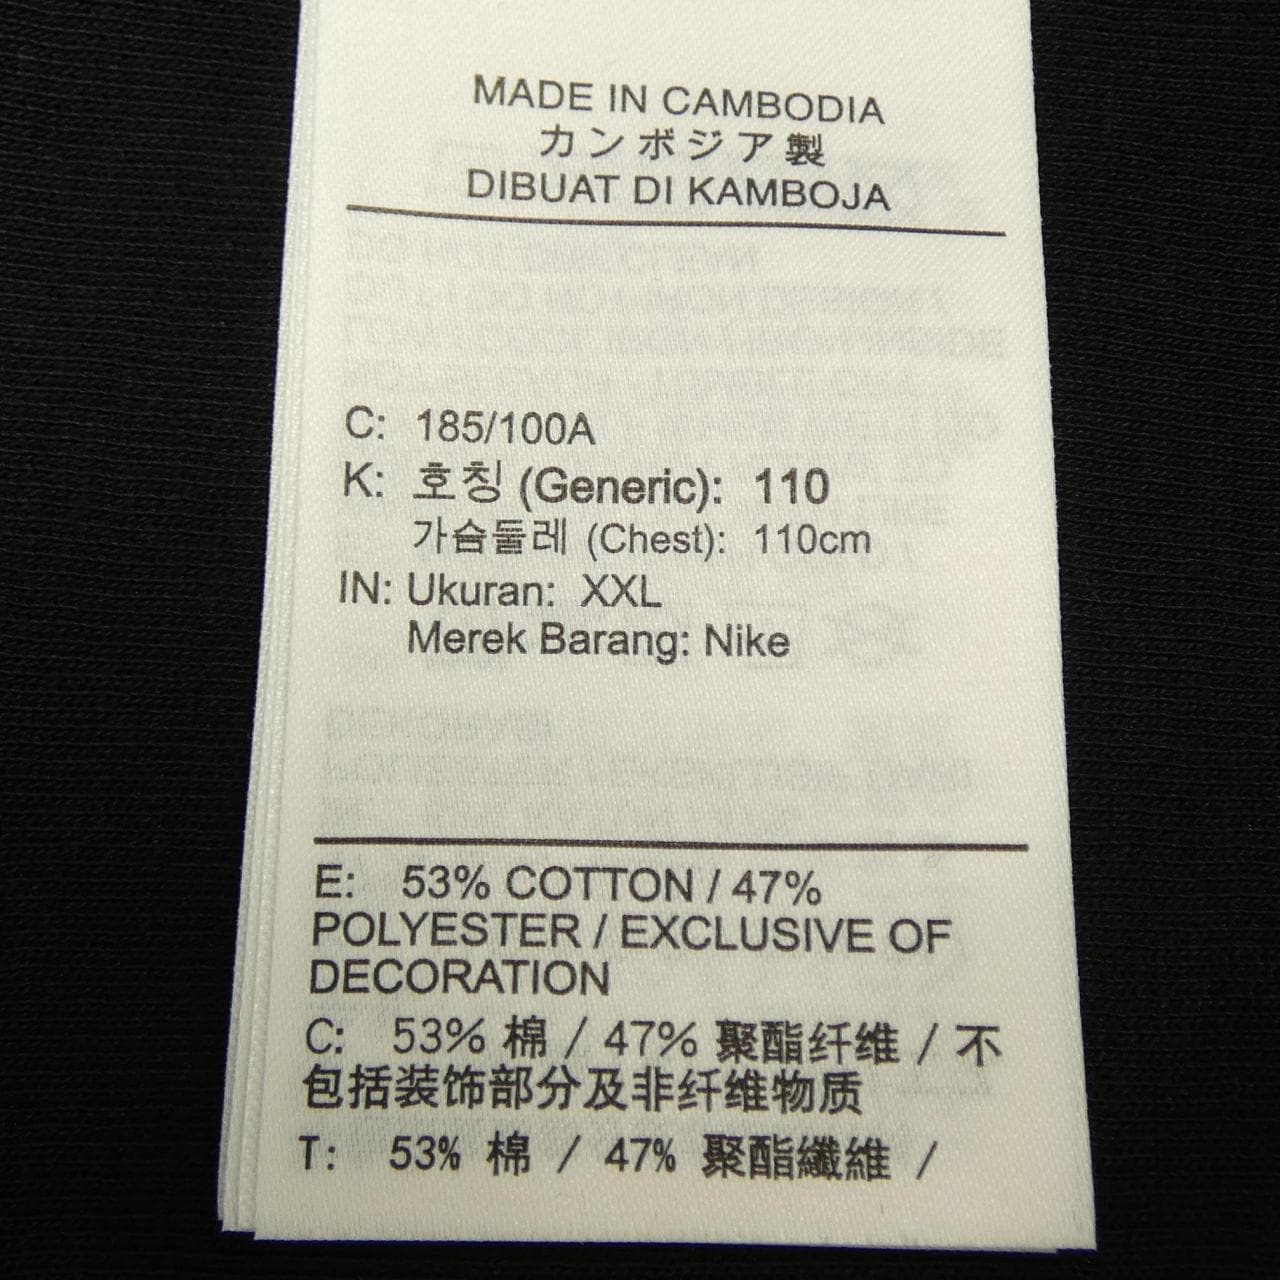 MADE IN CAMBODIA
カンボジア製
DIBUAT DI KAMBOJA
C: 185/100A
K: 호칭 (Generic): 110
가슴둘레 (Chest): 110cm
IN: Ukuran: XXL
Merek Barang: Nike
E: 53% COTTON / 47%
POLYESTER / EXCLUSIVE OF
DECORATION
C: 53% 棉 / 47% 聚酯纤维 / 不
包括装饰部分及非纤维物质
T: 53% 棉 / 47% 聚酯纖維 /